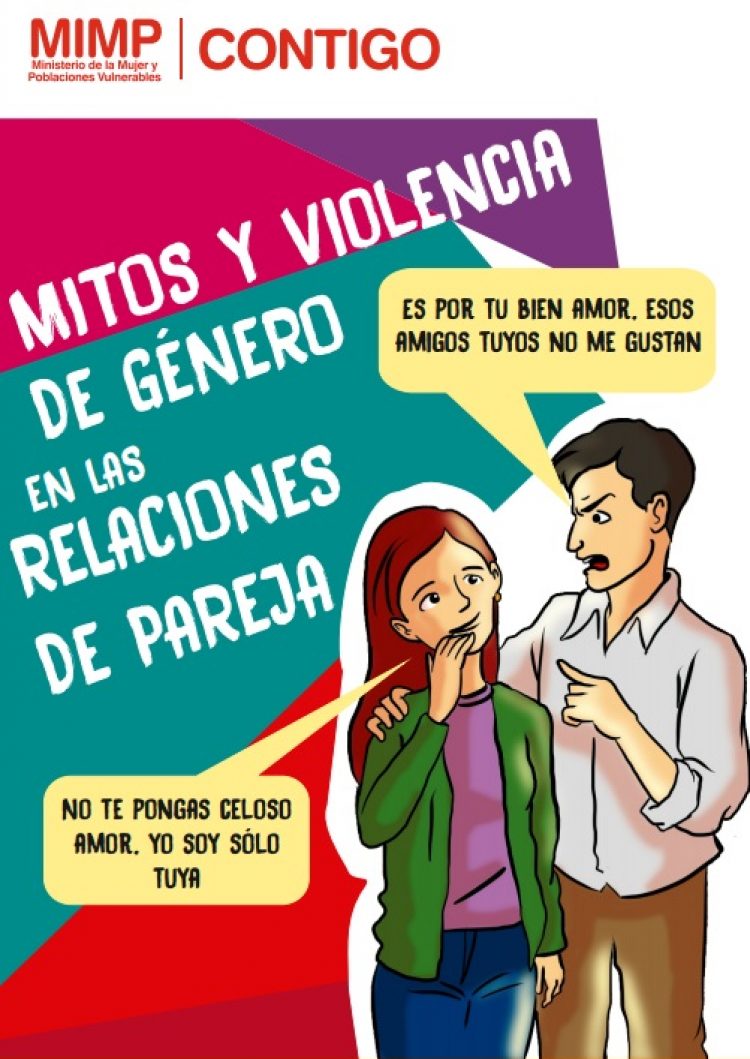 MIMP
Ministerio de la Mujer y
Poblaciones Vulnerables
CONTIGO
MITOS Y VIOLENCIA
DE GÉNERO
EN LAS
RELACIONES
DE PAREJA
ES POR TU BIEN AMOR, ESOS
AMIGOS TUYOS NO ME GUSTAN
NO TE PONGAS CELOSO
AMOR, YO SOY SÓLO
TUYA